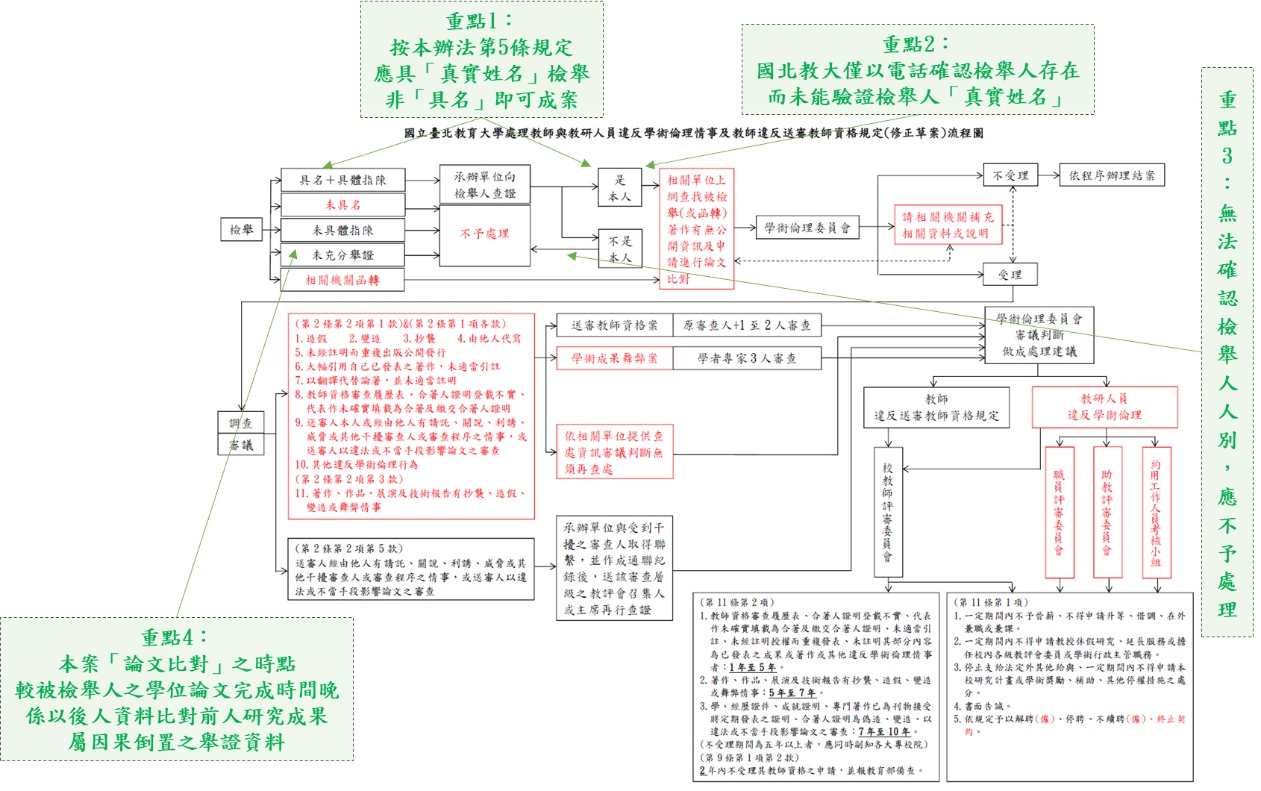 重點1：
按本辦法第5條規定
應具「真實姓名」檢舉
非「具名」即可成案
重點2：
國北教大僅以電話確認檢舉人存在
而未能驗證檢舉人「真實姓名」
重點3：無法確認檢舉人人別，應不予處理
國立臺北教育大學處理教師與教研人員違反學術倫理情事及教師違反送審教師資格規定(修正草案)流程圖
檢舉
具名＋具體指陳
未具名
未具體指陳
未充分舉證
相關機關函轉
承辦單位向
檢舉人查證
不予處理
是
本人
不是
本人
相關單位上
網查找被檢
舉(或函轉)
著作有無公
開資訊及申
請進行論文
比對
學術倫理委員會
不受理
依程序辦理結案
請相關機關補充
相關資料或說明
受理
調查
審議
(第2條第2項第1款)&(第2條第1項各款)
1.造假 2.變造 3.抄襲 4.由他人代寫
5.未經註明而重複出版公開發行
6.大幅引用自己已發表之著作，未適當引註
7.以翻譯代替論著，並未適當註明
8.教師資格審查履歷表、合著人證明登載不實、
代表作未確實填載為合著及繳交合著人證明
9.送審人本人或經由他人有請託、關說、利誘、
威脅或其他干擾審查人或審查程序之情事，或
送審人以違法或不當手段影響論文之審查
10.其他違反學術倫理行為
(第2條第2項第3款)
11.著作、作品、展演及技術報告有抄襲、造假、
變造或舞弊情事
(第2條第2項第5款)
送審人經由他人有請託、關說、利誘、威脅或其
他干擾審查人或審查程序之情事，或送審人以違
法或不當手段影響論文之審查
送審教師資格案
原審查人+1至2人審查
學術成果舞弊案
學者專家3人審查
依相關單位提供查
處資訊審議判斷無
須再查處
承辦單位與受到干
擾之審查人取得聯
繫，並作成通聯紀
錄後，送該審查層
級之教評會召集人
或主席再行查證
學術倫理委員會
審議判斷
做成處理建議
教師
違反送審教師資格規定
教研人員
違反學術倫理
校教師評審委員會
職員評審委員會
助教評審委員會
約用工作人員考核小組
(第11條第2項)
1.教師資格審查履歷表、合著人證明登載不實、代表
作未確實填載為合著及繳交合著人證明、未適當引
註、未經註明授權而重複發表、未註明其部分內容
為已發表之成果或著作或其他違反學術倫理情事
者：1年至5年。
2.著作、作品、展演及技術報告有抄襲、造假、變造
或舞弊情事：5年至7年。
3.學、經歷證件、成就證明、專門著作已為刊物接受
將定期發表之證明、合著人證明為偽造、變造、以
違法或不當手段影響論文之審查：7年至10年。
(不受理期間為五年以上者，應同時副知各大專校院)
(第9條第1項第2款)
2年內不受理其教師資格之申請，並報教育部備查。
(第11條第1項)
1.一定期間內不予晉薪、不得申請升等、借調、在外
兼職或兼課。
2.一定期間內不得申請教授休假研究、延長服務或擔
任校內各級教評會委員或學術行政主管職務。
3.停止支給法定外其他給與、一定期間內不得申請本
校研究計畫或學術獎勵、補助、其他停權措施之處
分。
4.書面告誡。
5.依規定予以解聘(僱)、停聘、不續聘(僱)、終止契
約。
重點4：
本案「論文比對」之時點
較被檢舉人之學位論文完成時間晚
係以後人資料比對前人研究成果
屬因果倒置之舉證資料